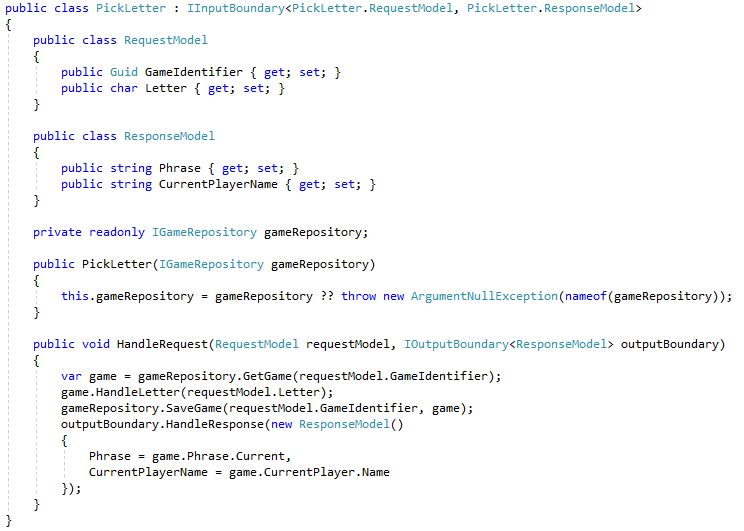 public class PickLetter : IInputBoundary<PickLetter.RequestModel, PickLetter.ResponseModel>
{
    public class RequestModel
    {
        public Guid GameIdentifier { get; set; }
        public char Letter { get; set; }
    }

    public class ResponseModel
    {
        public string Phrase { get; set; }
        public string CurrentPlayerName { get; set; }
    }

    private readonly IGameRepository gameRepository;

    public PickLetter(IGameRepository gameRepository)
    {
        this.gameRepository = gameRepository ?? throw new ArgumentNullException(nameof(gameRepository));
    }

    public void HandleRequest(RequestModel requestModel, IOutputBoundary<ResponseModel> outputBoundary)
    {
        var game = gameRepository.GetGame(requestModel.GameIdentifier);
        game.HandleLetter(requestModel.Letter);
        gameRepository.SaveGame(requestModel.GameIdentifier, game);
        outputBoundary.HandleResponse(new ResponseModel()
        {
            Phrase = game.Phrase.Current,
            CurrentPlayerName = game.CurrentPlayer.Name
        });
    }
}